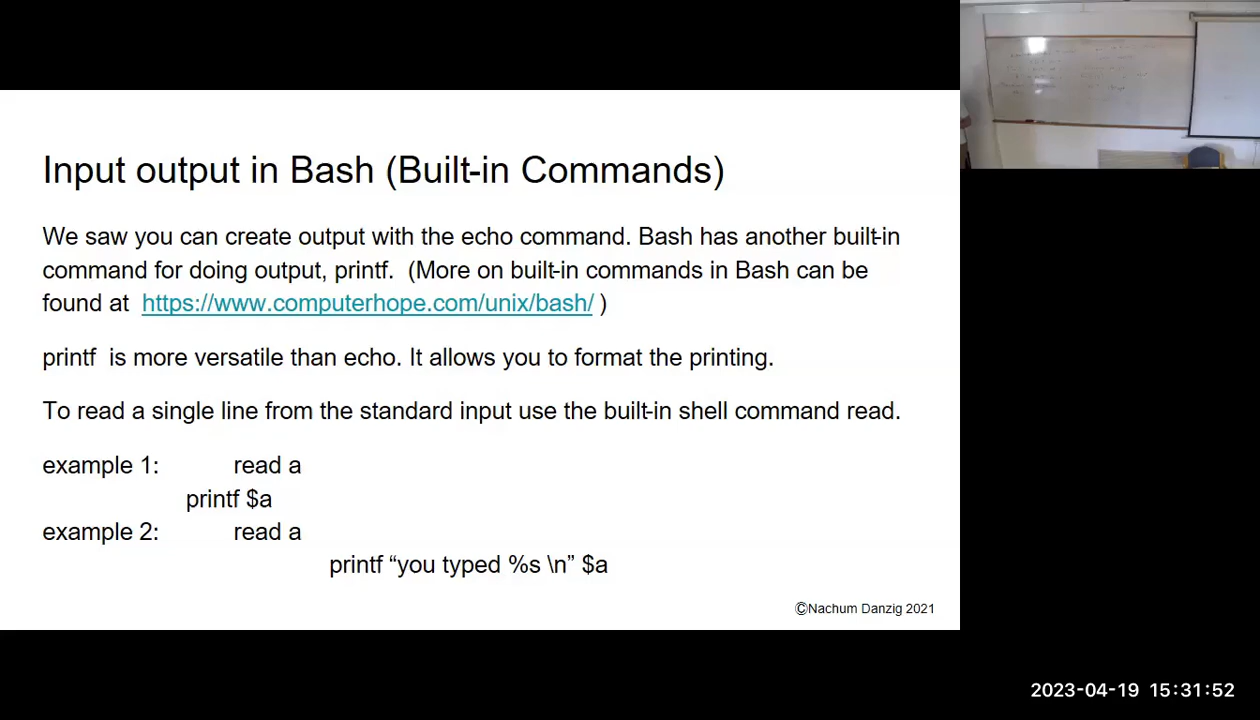 Input output in Bash (Built-in Commands)
We saw you can create output with the echo command. Bash has another built-in
command for doing output, printf.  (More on built-in commands in Bash can be
found at  https://www.computerhope.com/unix/bash/ )
printf  is more versatile than echo. It allows you to format the printing.
To read a single line from the standard input use the built-in shell command read.
example 1: read a
printf $a
example 2: read a
printf “you typed %s \n” $a
©Nachum Danzig 2021
2023-04-19 15:31:52